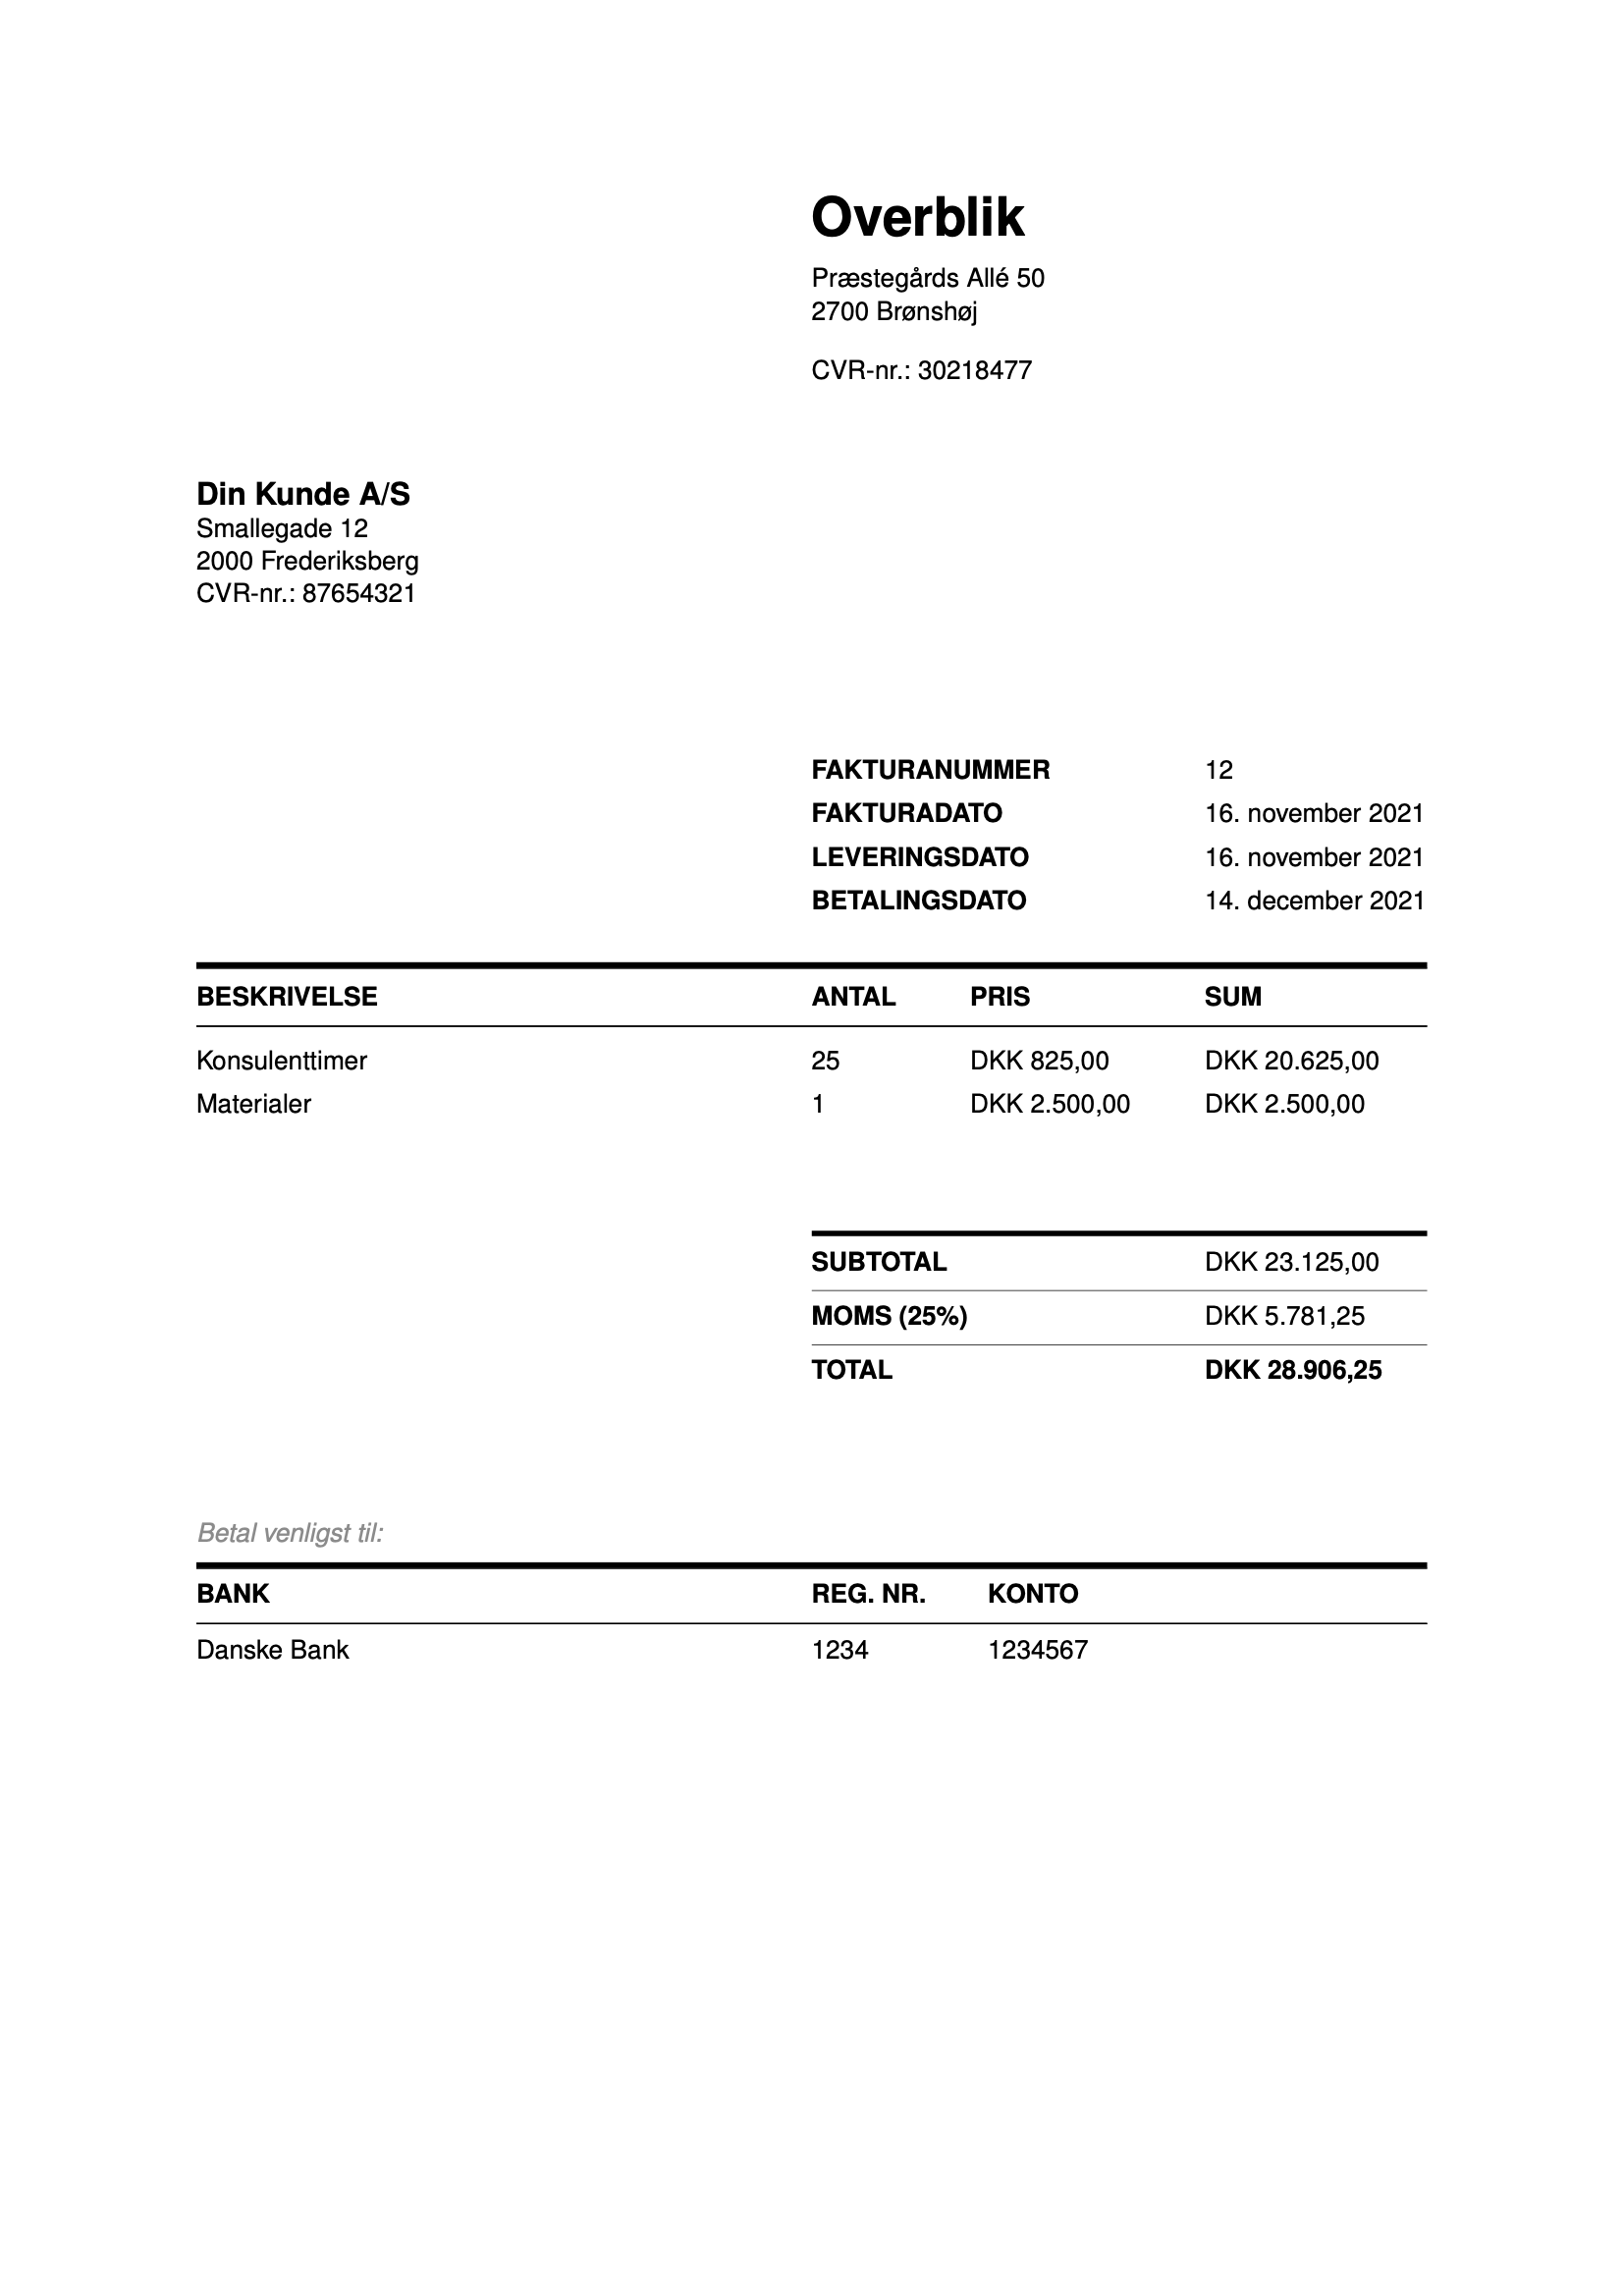 Overblik
Præstegårds Allé 50
2700 Brønshøj
CVR-nr.: 30218477
Din Kunde A/S
Smallegade 12
2000 Frederiksberg
CVR-nr.: 87654321
FAKTURANUMMER 12
FAKTURADATO 16. november 2021
LEVERINGSDATO 16. november 2021
BETALINGSDATO 14. december 2021
BESKRIVELSE ANTAL PRIS SUM
Konsulenttimer 25 DKK 825,00 DKK 20.625,00
Materialer 1 DKK 2.500,00 DKK 2.500,00
SUBTOTAL DKK 23.125,00
MOMS (25%) DKK 5.781,25
TOTAL DKK 28.906,25
Betal venligst til:
BANK REG. NR. KONTO
Danske Bank 1234 1234567